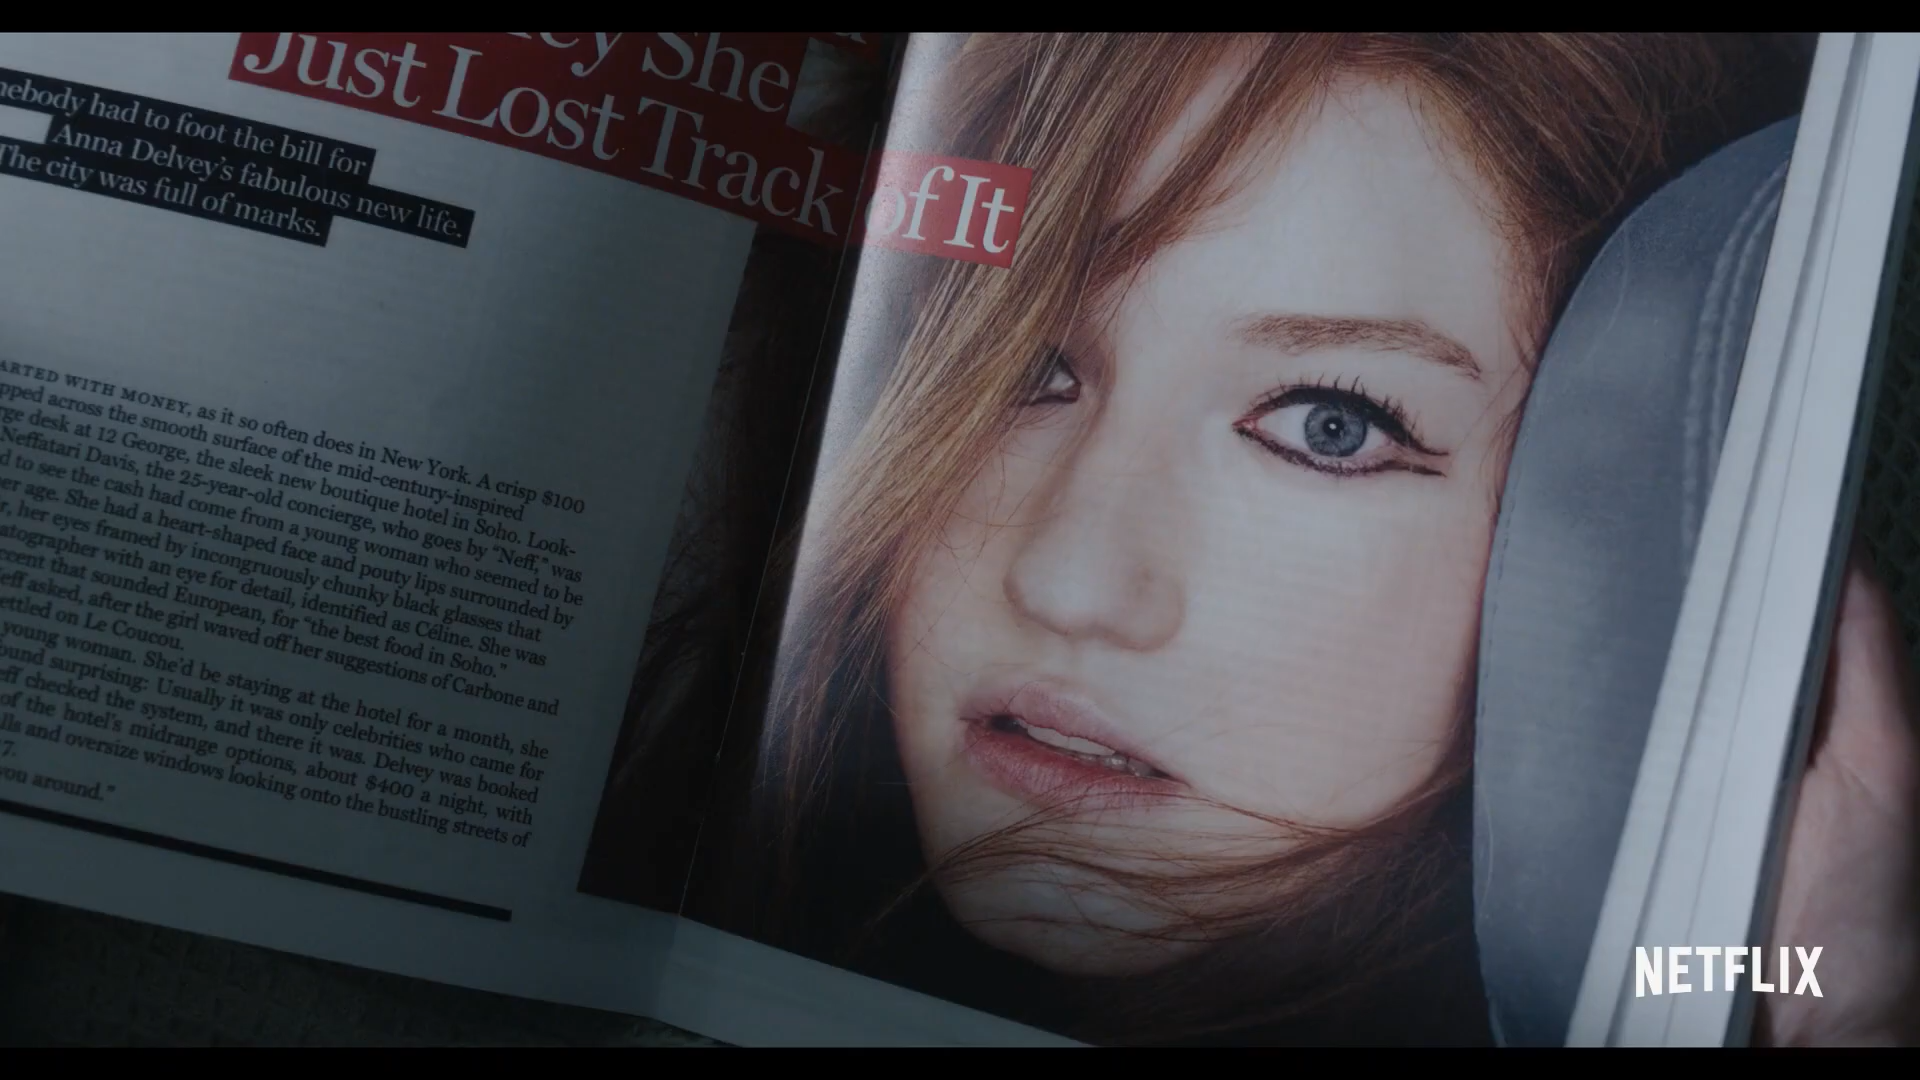 ey She
Just Lost Track of It
mebody had to foot the bill for
Anna Delvey's fabulous new life.
The city was full of marks.
ARTED WITH MONEY, as it so often does in New York. A crisp $100
pped across the smooth surface of the mid-century-inspired
rge desk at 12 George, the sleek new boutique hotel in Soho. Look-
Neffatari Davis, the 25-year-old concierge, who goes by "Neff," was
d to see the cash had come from a young woman who seemed to be
er age. She had a heart-shaped face and pouty lips surrounded by
r, her eyes framed by incongruously chunky black glasses that
atographer with an eye for detail, identified as Céline. She was
ccent that sounded European, for "the best food in Soho."
eff asked, after the girl waved off her suggestions of Carbone and
ettled on Le Coucou.
young woman. She'd be staying at the hotel for a month, she
ound surprising: Usually it was only celebrities who came for
eff checked the system, and there it was. Delvey was booked
of the hotel's midrange options, about $400 a night, with
lls and oversize windows looking onto the bustling streets of
7.
you around."
NETFLIX